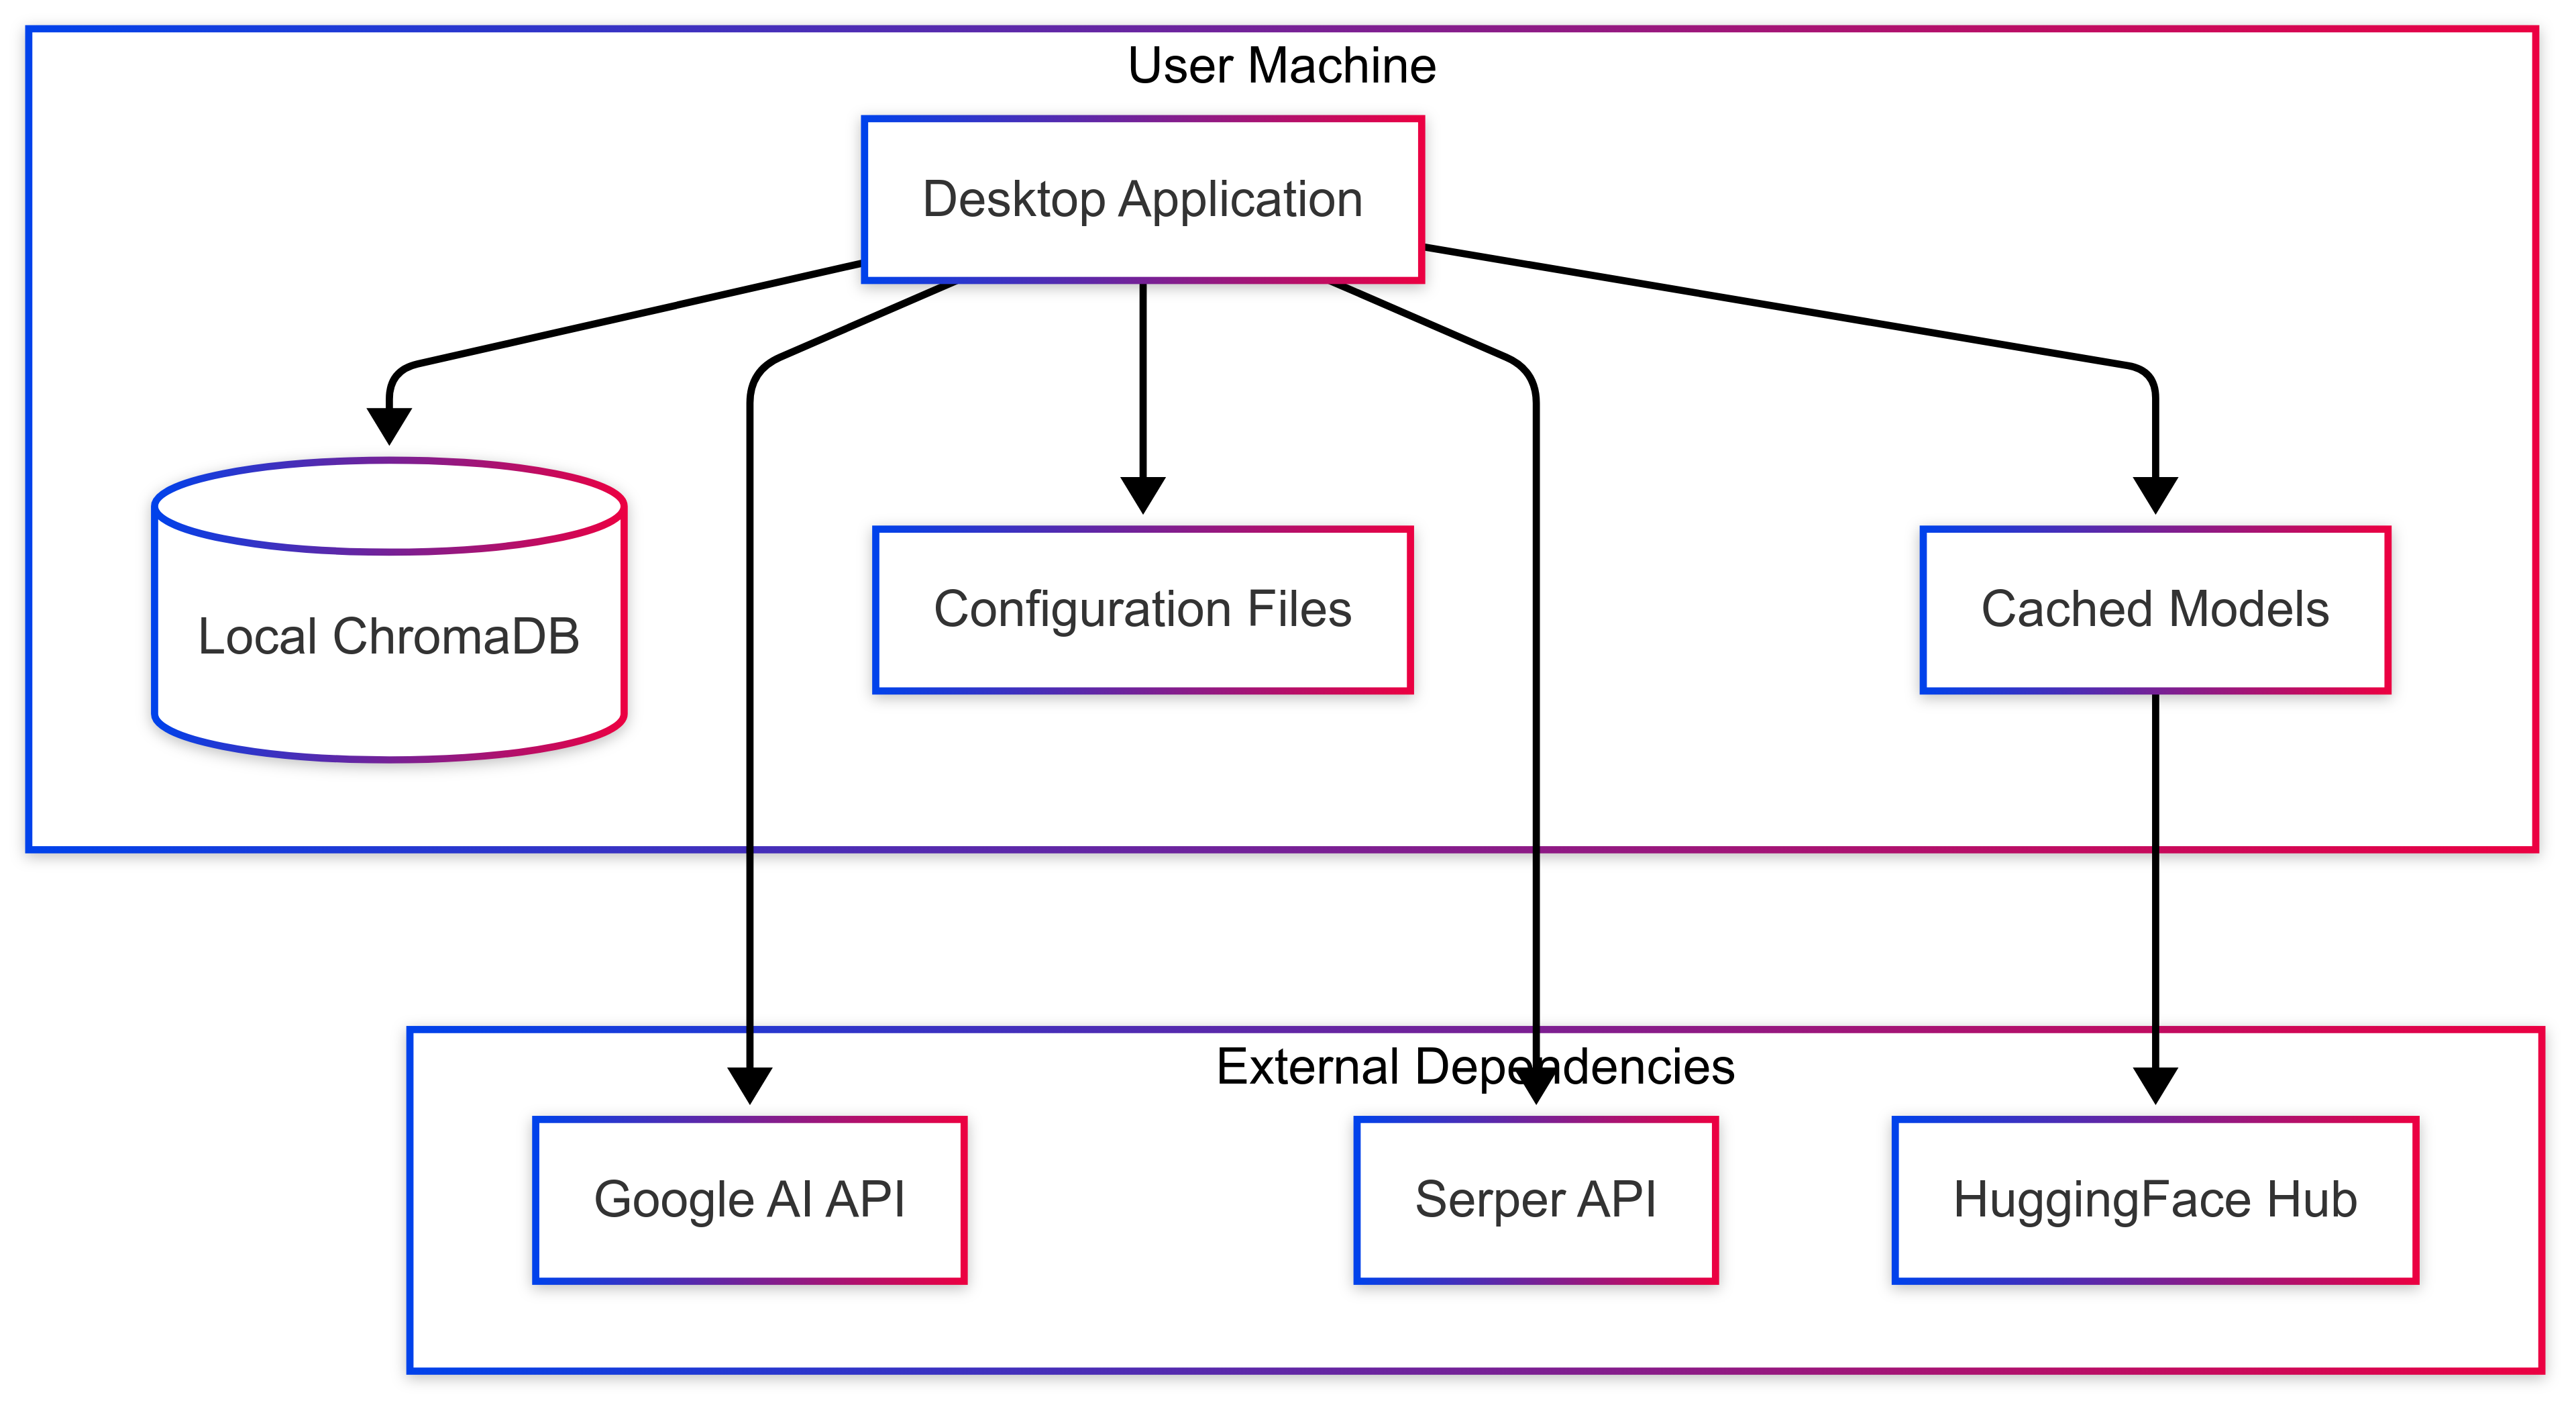 User Machine
Desktop Application
Local ChromaDB
Configuration Files
Cached Models
External Dependencies
Google AI API
Serper API
HuggingFace Hub